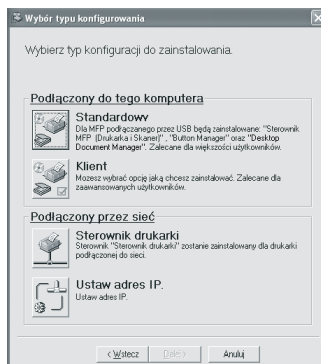 Wybór typu konfigurowania
Wybierz typ konfiguracji do zainstalowania.
Podłączony do tego komputera
Standardowy
Dla MFP podłączonego przez USB będą zainstalowane: "Sterownik
MFP (Drukarka i Skaner)" , "Button Manager" oraz "Desktop
Document Manager". Zalecane dla większości użytkowników.
Klient
Mozesz wybrać opcję jaką chcesz zainstalować. Zalecane dla
zaawansowanych użytkowników.
Podłączony przez sieć
Sterownik drukarki
Sterownik "Sterownik drukarki" zostanie zainstalowany dla drukarki
podłączonej do sieci.
Ustaw adres IP.
Ustaw adres IP.
< Wstecz Dalej > Anuluj